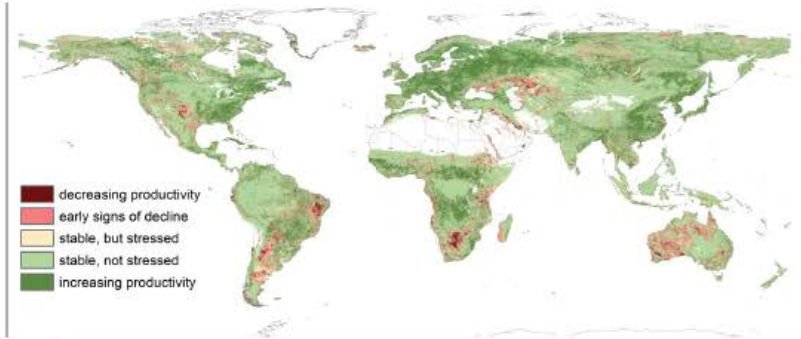 decreasing productivity
early signs of decline
stable, but stressed
stable, not stressed
increasing productivity